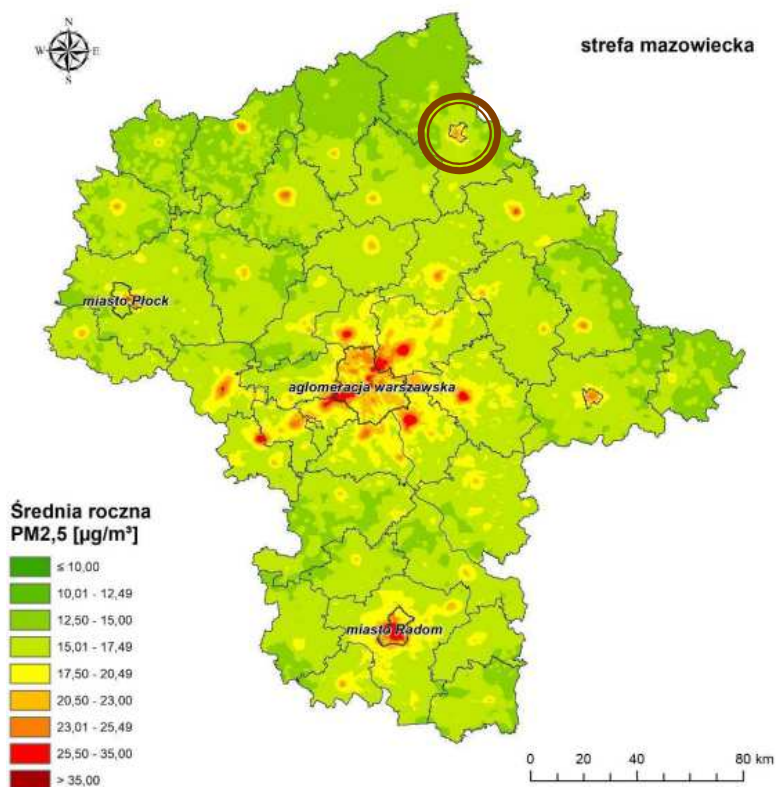 N
W E
S
strefa mazowiecka
miasto Płock
aglomeracja warszawska
miasto Radom
Średnia roczna
PM2,5 [µg/m³]
≤ 10,00
10,01 - 12,49
12,50 - 15,00
15,01 - 17,49
17,50 - 20,49
20,50 - 23,00
23,01 - 25,49
25,50 - 35,00
> 35,00
0 20 40 80 km